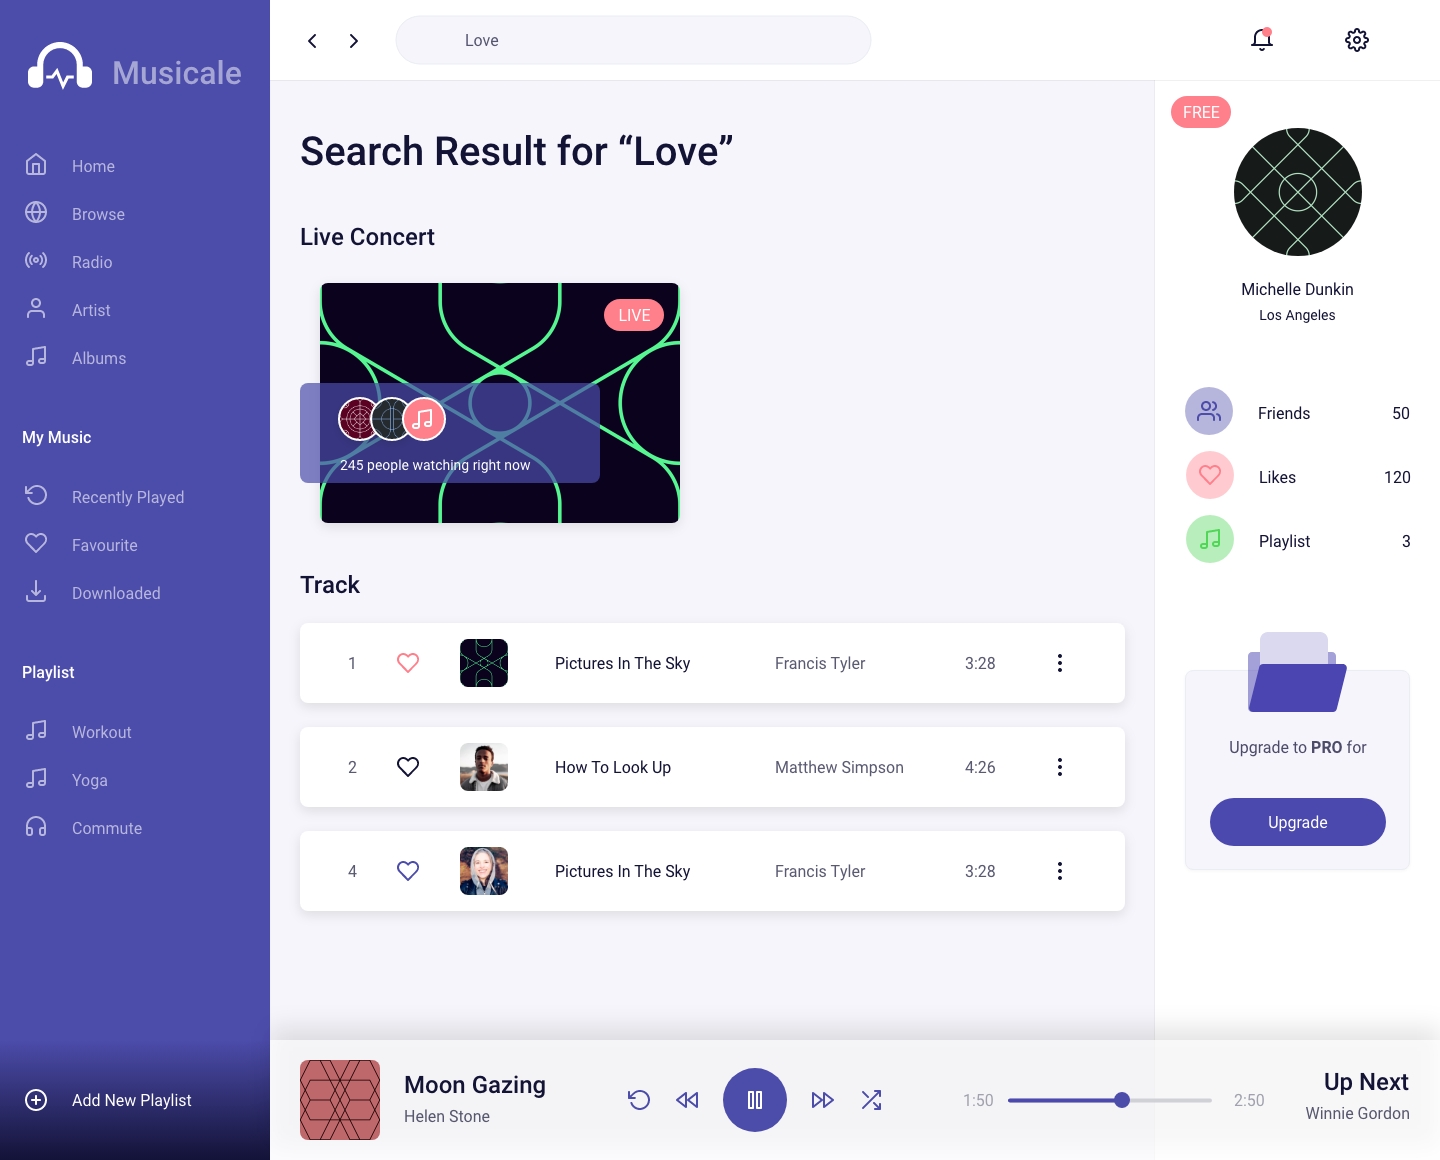 Musicale
Home
Browse
Radio
Artist
Albums
My Music
Recently Played
Favourite
Downloaded
Playlist
Workout
Yoga
Commute
Add New Playlist
Love
Search Result for “Love”
Live Concert
LIVE
245 people watching right now
Track
1 Pictures In The Sky Francis Tyler 3:28
2 How To Look Up Matthew Simpson 4:26
4 Pictures In The Sky Francis Tyler 3:28
FREE
Michelle Dunkin
Los Angeles
Friends 50
Likes 120
Playlist 3
Upgrade to PRO for
Upgrade
Moon Gazing
Helen Stone
1:50 2:50
Up Next
Winnie Gordon